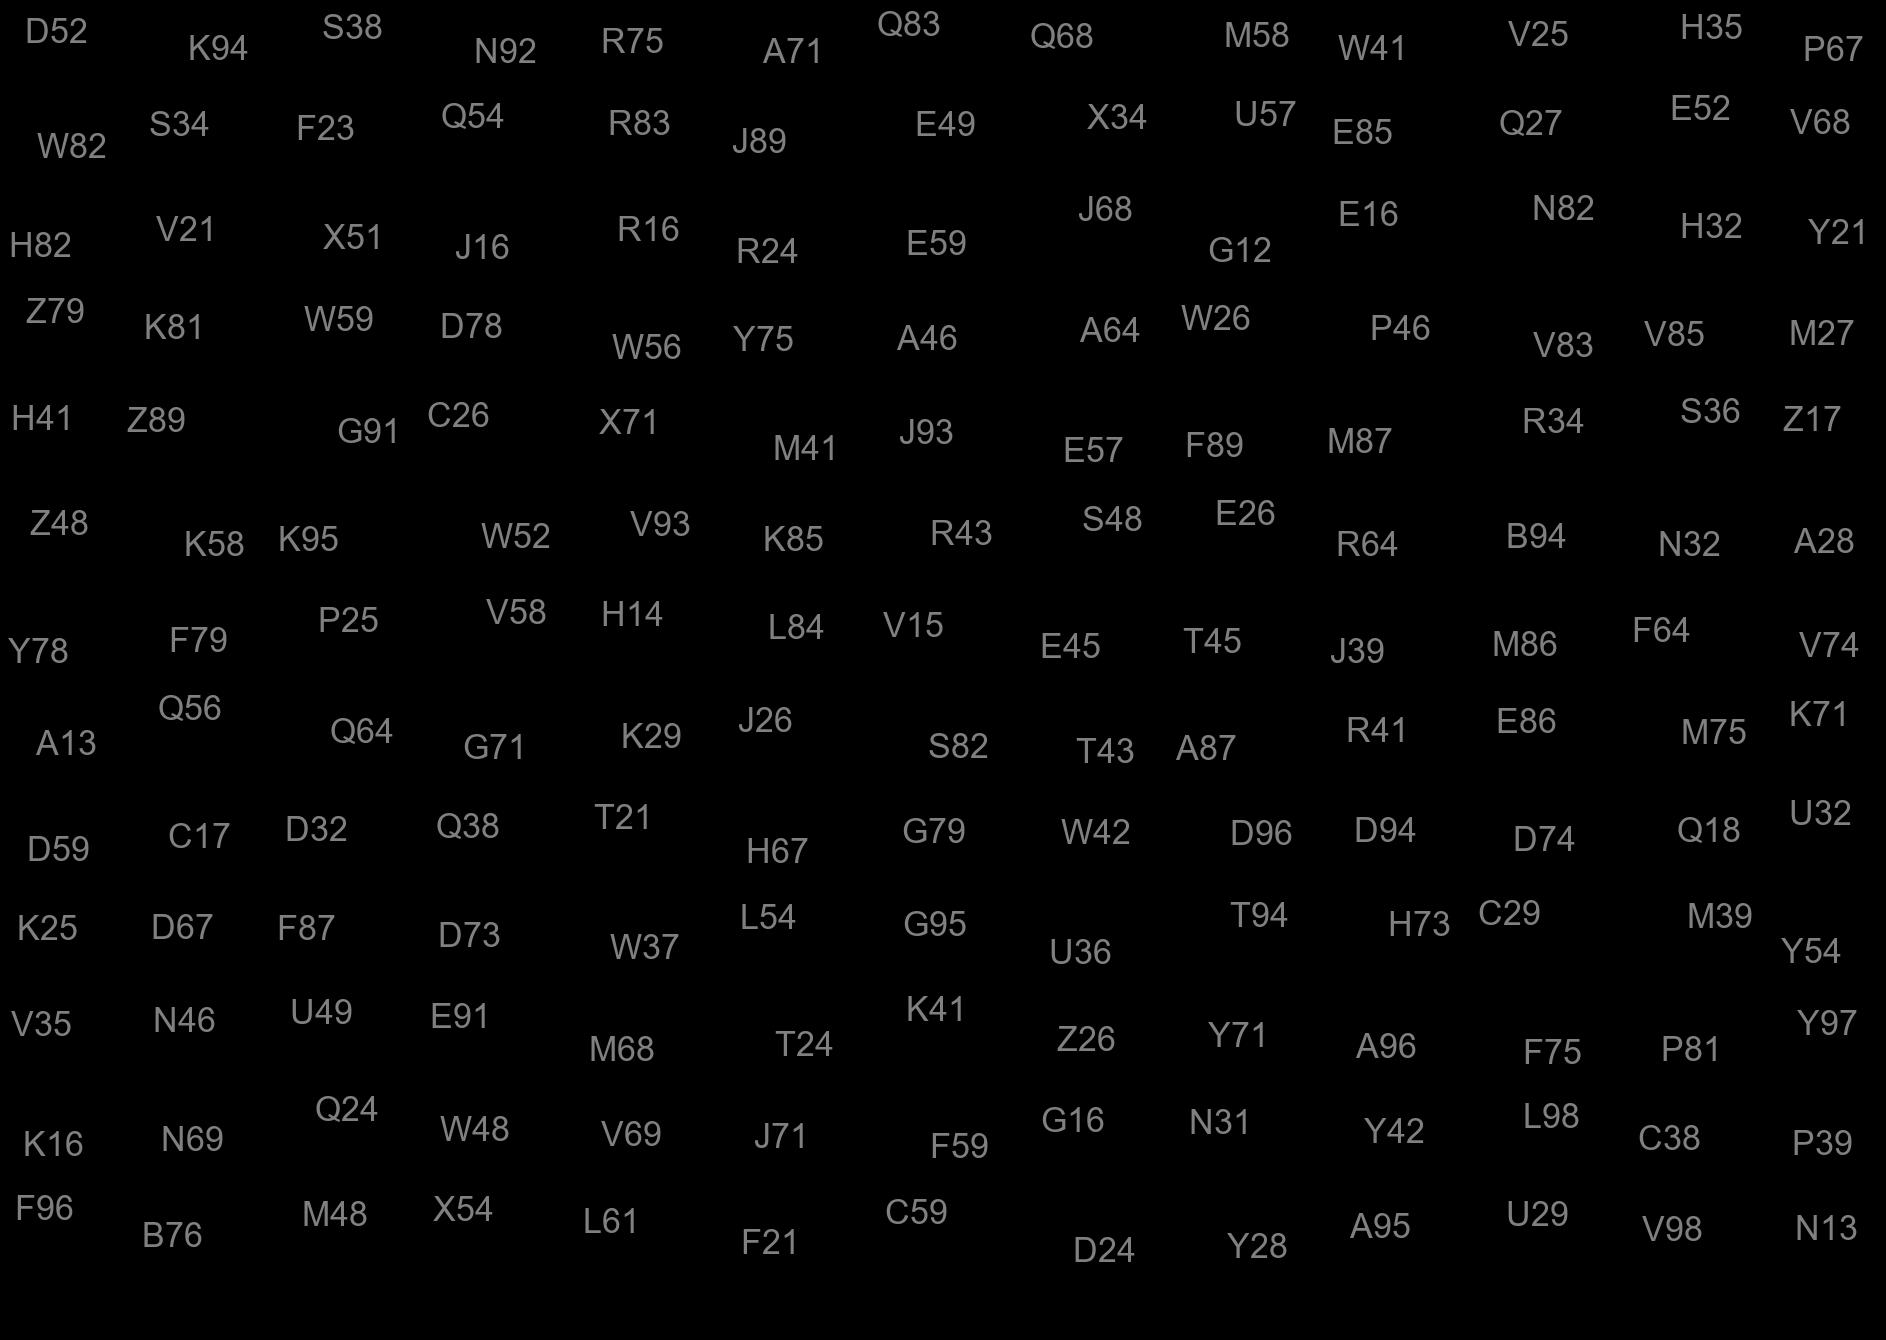 D52 K94 S38 N92 R75 A71 Q83 Q68 M58 W41 V25 H35 P67
W82 S34 F23 Q54 R83 J89 E49 X34 U57 E85 Q27 E52 V68
H82 V21 X51 J16 R16 R24 E59 J68 G12 E16 N82 H32 Y21
Z79 K81 W59 D78 W56 Y75 A46 A64 W26 P46 V83 V85 M27
H41 Z89 G91 C26 X71 M41 J93 E57 F89 M87 R34 S36 Z17
Z48 K58 K95 W52 V93 K85 R43 S48 E26 R64 B94 N32 A28
Y78 F79 P25 V58 H14 L84 V15 E45 T45 J39 M86 F64 V74
A13 Q56 Q64 G71 K29 J26 S82 T43 A87 R41 E86 M75 K71
D59 C17 D32 Q38 T21 H67 G79 W42 D96 D94 D74 Q18 U32
K25 D67 F87 D73 W37 L54 G95 U36 T94 H73 C29 M39 Y54
V35 N46 U49 E91 M68 T24 K41 Z26 Y71 A96 F75 P81 Y97
K16 N69 Q24 W48 V69 J71 F59 G16 N31 Y42 L98 C38 P39
F96 B76 M48 X54 L61 F21 C59 D24 Y28 A95 U29 V98 N13